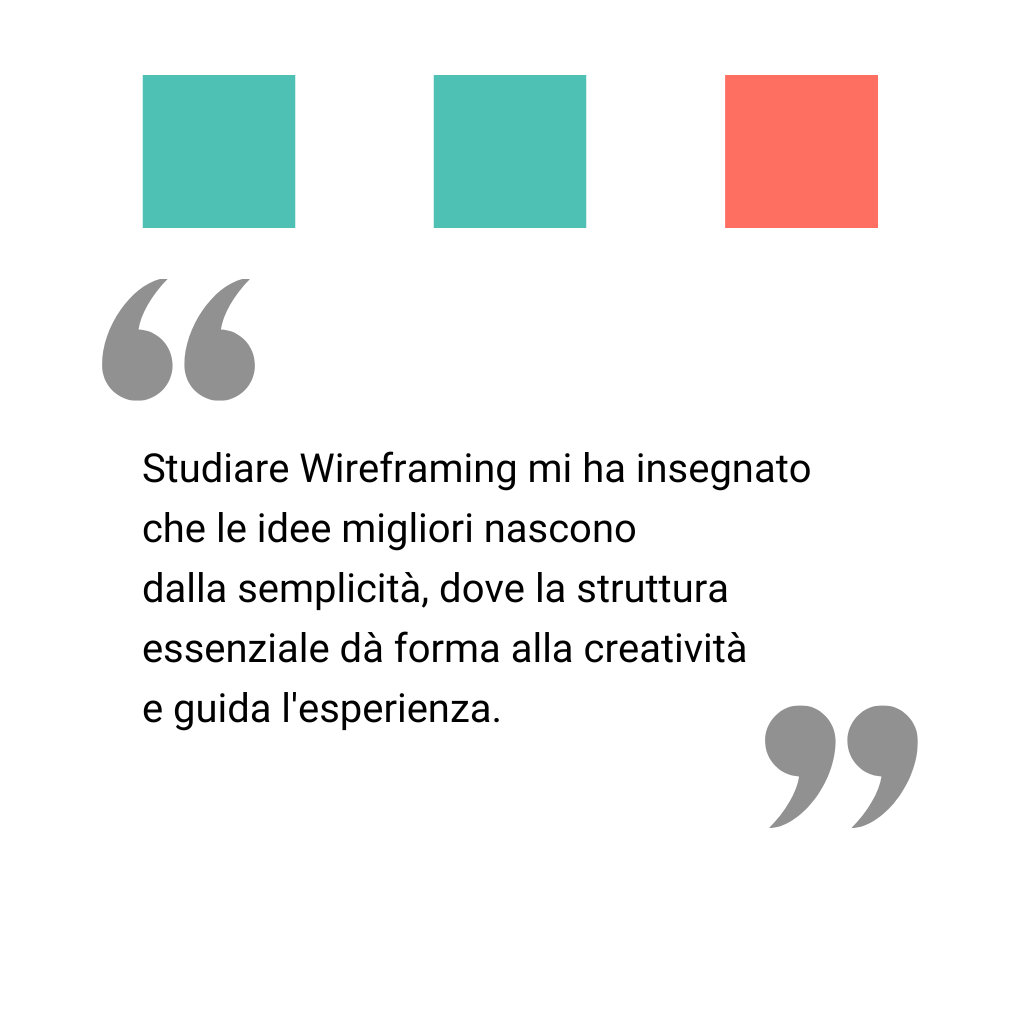 Studiare Wireframing mi ha insegnato
che le idee migliori nascono
dalla semplicità, dove la struttura
essenziale dà forma alla creatività
e guida l'esperienza.